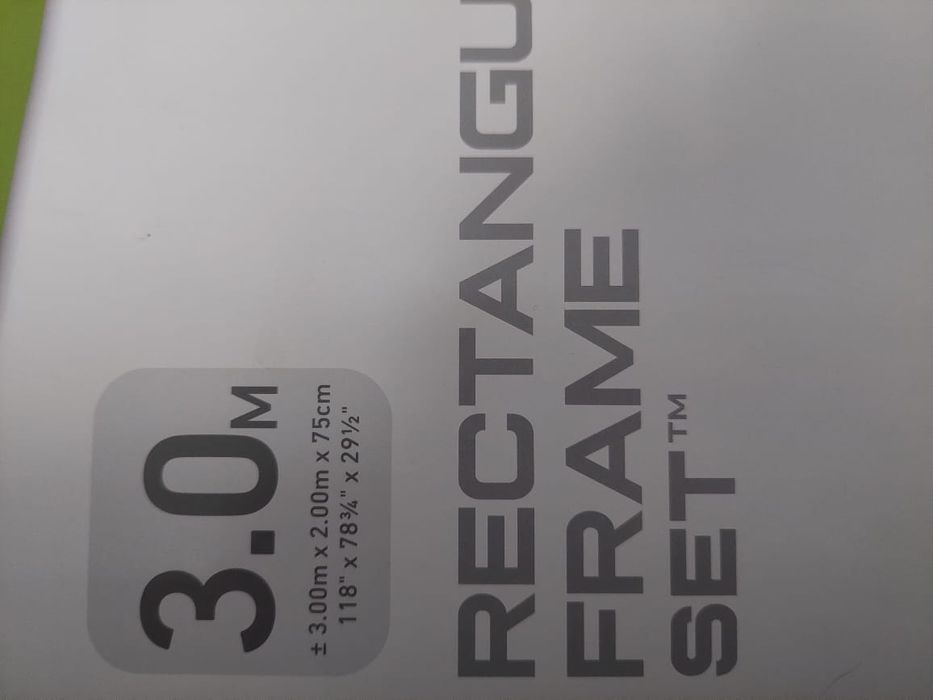 3.0M
± 3.00m x 2.00m x 75cm
118" x 78¾" x 29½"
RECTANGU
FRAME
SET™